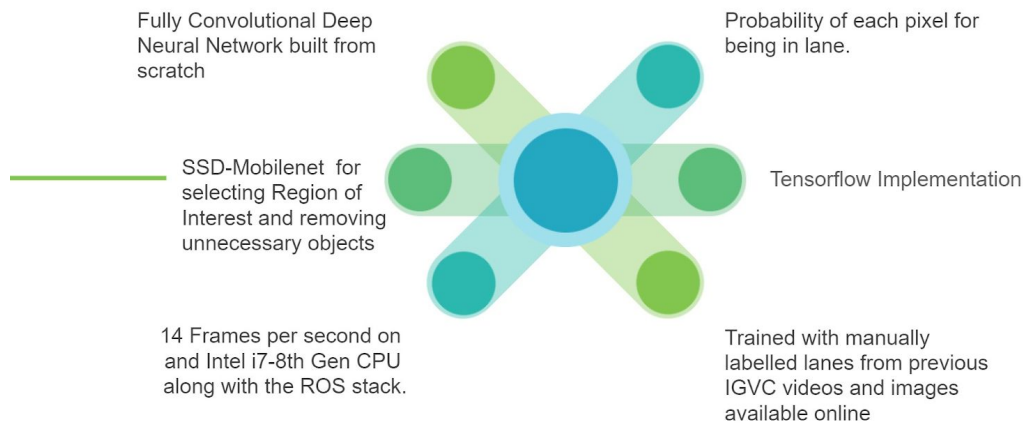 Fully Convolutional Deep
Neural Network built from
scratch
Probability of each pixel for
being in lane.
SSD-Mobilenet for
selecting Region of
Interest and removing
unnecessary objects
Tensorflow Implementation
14 Frames per second on
and Intel i7-8th Gen CPU
along with the ROS stack.
Trained with manually
labelled lanes from previous
IGVC videos and images
available online